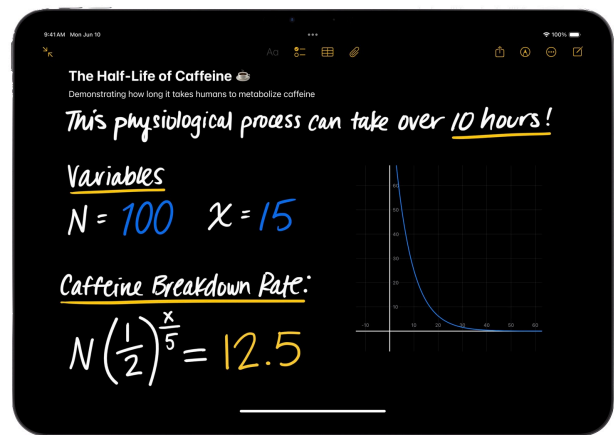 9:41 AM Mon Jun 10
100%
Aa
The Half-Life of Caffeine ☕
Demonstrating how long it takes humans to metabolize caffeine
This physiological process can take over 10 hours!
Variables
N = 100 x = 15
Caffeine Breakdown Rate:
N(1/2)^(x/5) = 12.5
60
40
30
20
10
-10
20
30
40
50
60